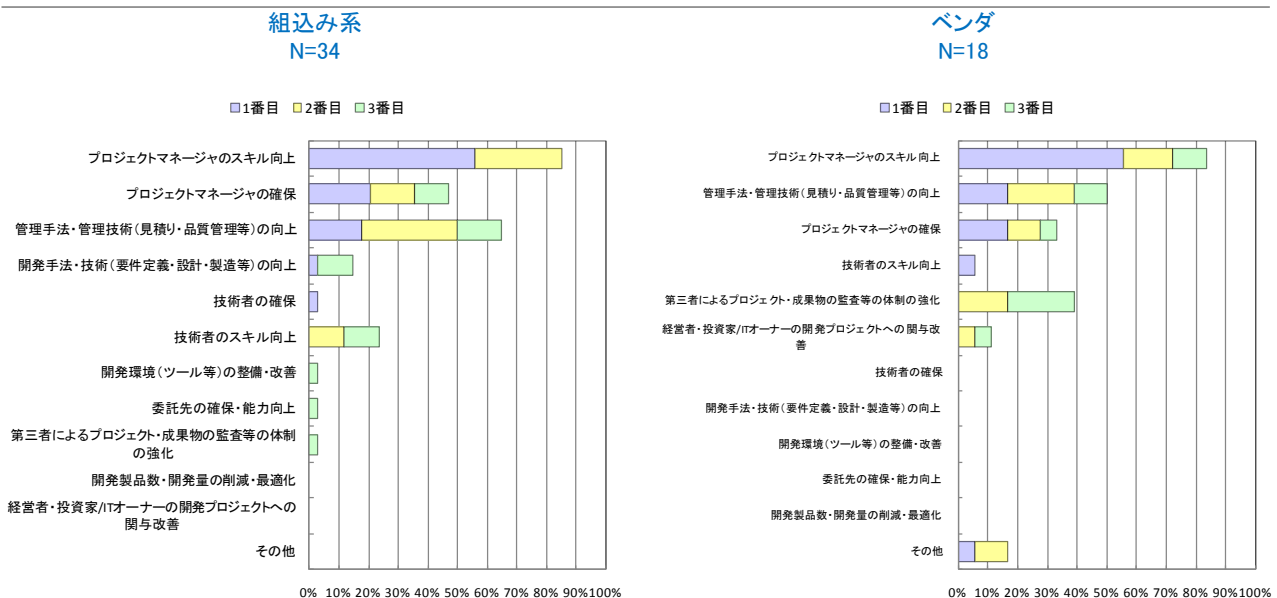 組込み系
N=34
■1番目 ■2番目 ■3番目
プロジェクトマネージャのスキル向上
プロジェクトマネージャの確保
管理手法・管理技術(見積り・品質管理等)の向上
開発手法・技術(要件定義・設計・製造等)の向上
技術者の確保
技術者のスキル向上
開発環境(ツール等)の整備・改善
委託先の確保・能力向上
第三者によるプロジェクト・成果物の監査等の体制
の強化
開発製品数・開発量の削減・最適化
経営者・投資家/ITオーナーの開発プロジェクトへの
関与改善
その他
0% 10% 20% 30% 40% 50% 60% 70% 80% 90%100%
ベンダ
N=18
■1番目 ■2番目 ■3番目
プロジェクトマネージャのスキル向上
管理手法・管理技術(見積り・品質管理等)の向上
プロジェクトマネージャの確保
技術者のスキル向上
第三者によるプロジェクト・成果物の監査等の体制の強化
経営者・投資家/ITオーナーの開発プロジェクトへの関与改
善
技術者の確保
開発手法・技術(要件定義・設計・製造等)の向上
開発環境(ツール等)の整備・改善
委託先の確保・能力向上
開発製品数・開発量の削減・最適化
その他
0% 10% 20% 30% 40% 50% 60% 70% 80% 90%100%